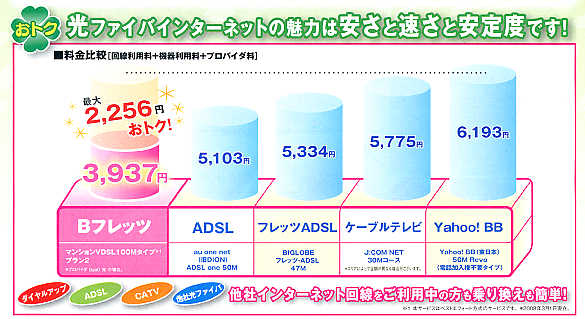 おトク 光ファイバインターネットの魅力は安さと速さと安定度です!
■料金比較[回線利用料+機器利用料+プロバイダ料]
最大
2,256円
おトク!
3,937円
5,103円
5,334円
5,775円
6,193円
Bフレッツ
ADSL
フレッツADSL
ケーブルテレビ
Yahoo! BB
マンションVDSL100Mタイプ*1
プラン2
au one net
(IBDION)
ADSL one 50M
BIGLOBE
フレッツ・ADSL
47M
J:COM NET
30Mコース
Yahoo! BB(東日本)
50M Revo
(電話加入権不要タイプ)
ダイヤルアップ
ADSL
CATV
他社光ファイバ
他社インターネット回線をご利用中の方も乗り換えも簡単!